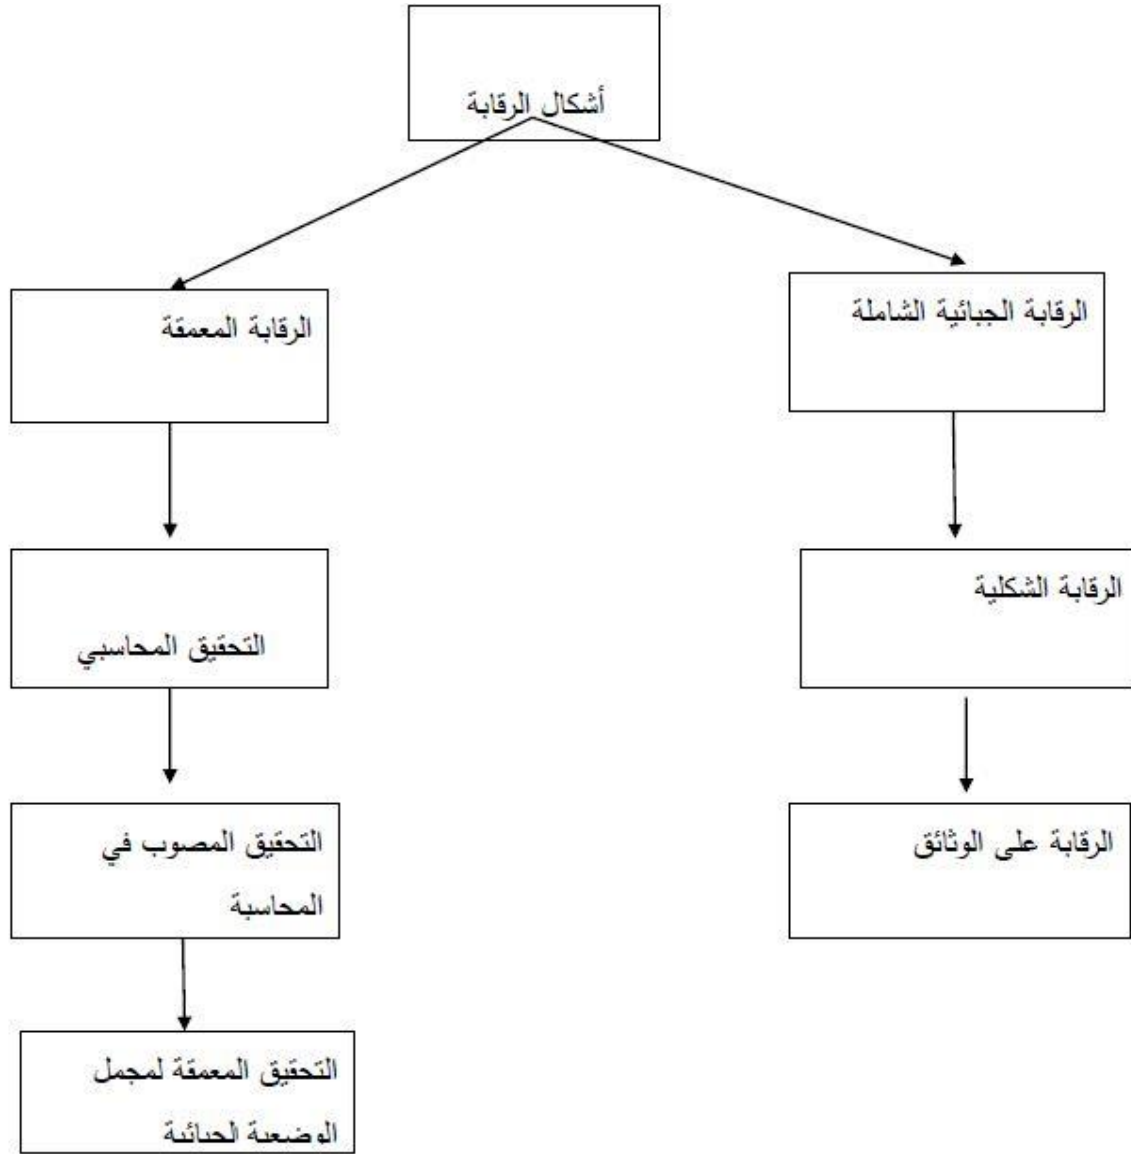 أشكال الرقابة
الرقابة الجبائية الشاملة
الرقابة المعمقة
الرقابة الشكلية
التحقيق المحاسبي
الرقابة على الوثائق
التحقيق المصوب في
المحاسبة
التحقيق المعمقة لمجمل
الوضعية الجبائية